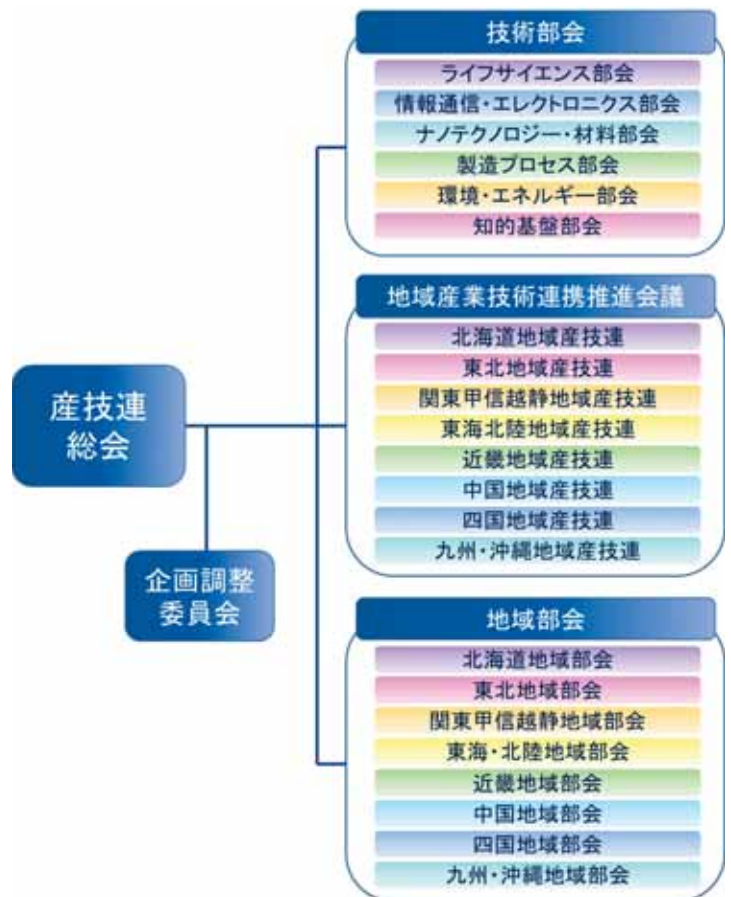 技術部会
ライフサイエンス部会
情報通信・エレクトロニクス部会
ナノテクノロジー・材料部会
製造プロセス部会
環境・エネルギー部会
知的基盤部会
地域産業技術連携推進会議
北海道地域産技連
東北地域産技連
関東甲信越静地域産技連
東海北陸地域産技連
近畿地域産技連
中国地域産技連
四国地域産技連
九州・沖縄地域産技連
産技連
総会
企画調整
委員会
地域部会
北海道地域部会
東北地域部会
関東甲信越静地域部会
東海・北陸地域部会
近畿地域部会
中国地域部会
四国地域部会
九州・沖縄地域部会